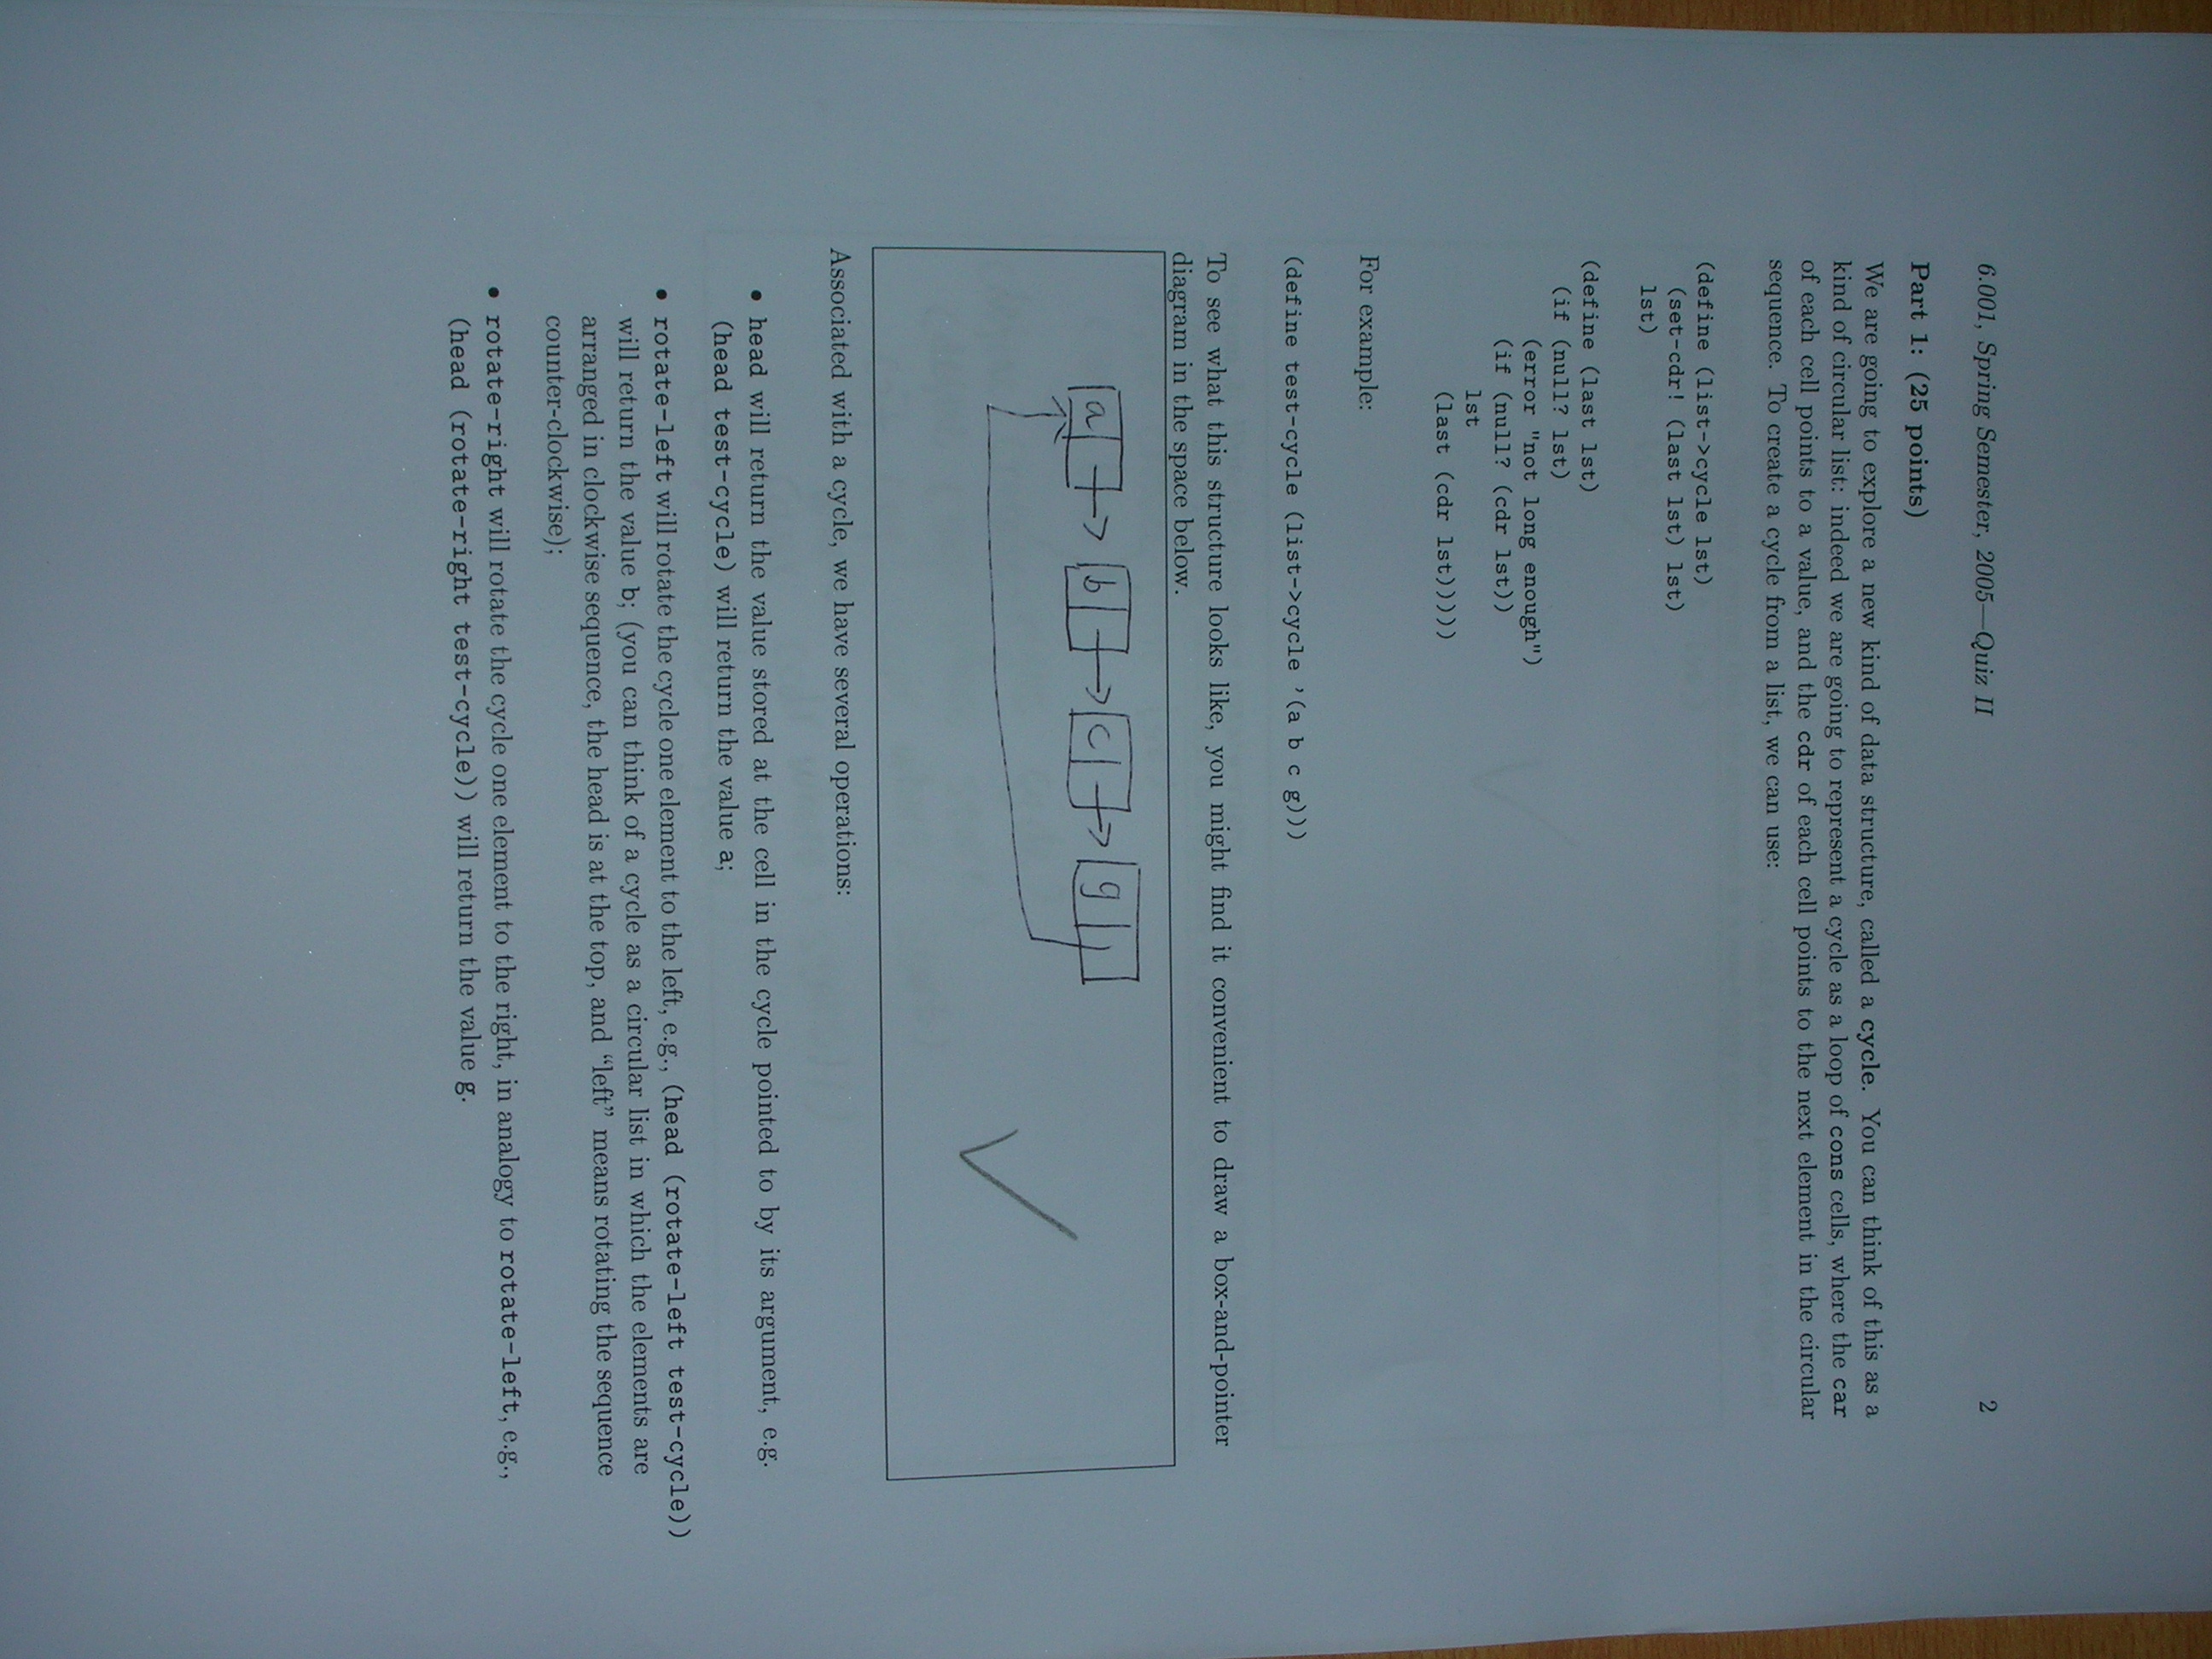 6.001, Spring Semester, 2005—Quiz II 2
Part 1: (25 points)
We are going to explore a new kind of data structure, called a cycle. You can think of this as a
kind of circular list: indeed we are going to represent a cycle as a loop of cons cells, where the car
of each cell points to a value, and the cdr of each cell points to the next element in the circular
sequence. To create a cycle from a list, we can use:
(define (list->cycle lst)
(set-cdr! (last lst) lst)
lst)
(define (last lst)
(if (null? lst)
(error "not long enough")
(if (null? (cdr lst))
lst
(last (cdr lst)))))
For example:
(define test-cycle (list->cycle '(a b c g)))
To see what this structure looks like, you might find it convenient to draw a box-and-pointer
diagram in the space below.
a b c g
Associated with a cycle, we have several operations:
• head will return the value stored at the cell in the cycle pointed to by its argument, e.g.
(head test-cycle) will return the value a;
• rotate-left will rotate the cycle one element to the left, e.g., (head (rotate-left test-cycle))
will return the value b; (you can think of a cycle as a circular list in which the elements are
arranged in clockwise sequence, the head is at the top, and “left” means rotating the sequence
counter-clockwise);
• rotate-right will rotate the cycle one element to the right, in analogy to rotate-left, e.g.,
(head (rotate-right test-cycle)) will return the value g.